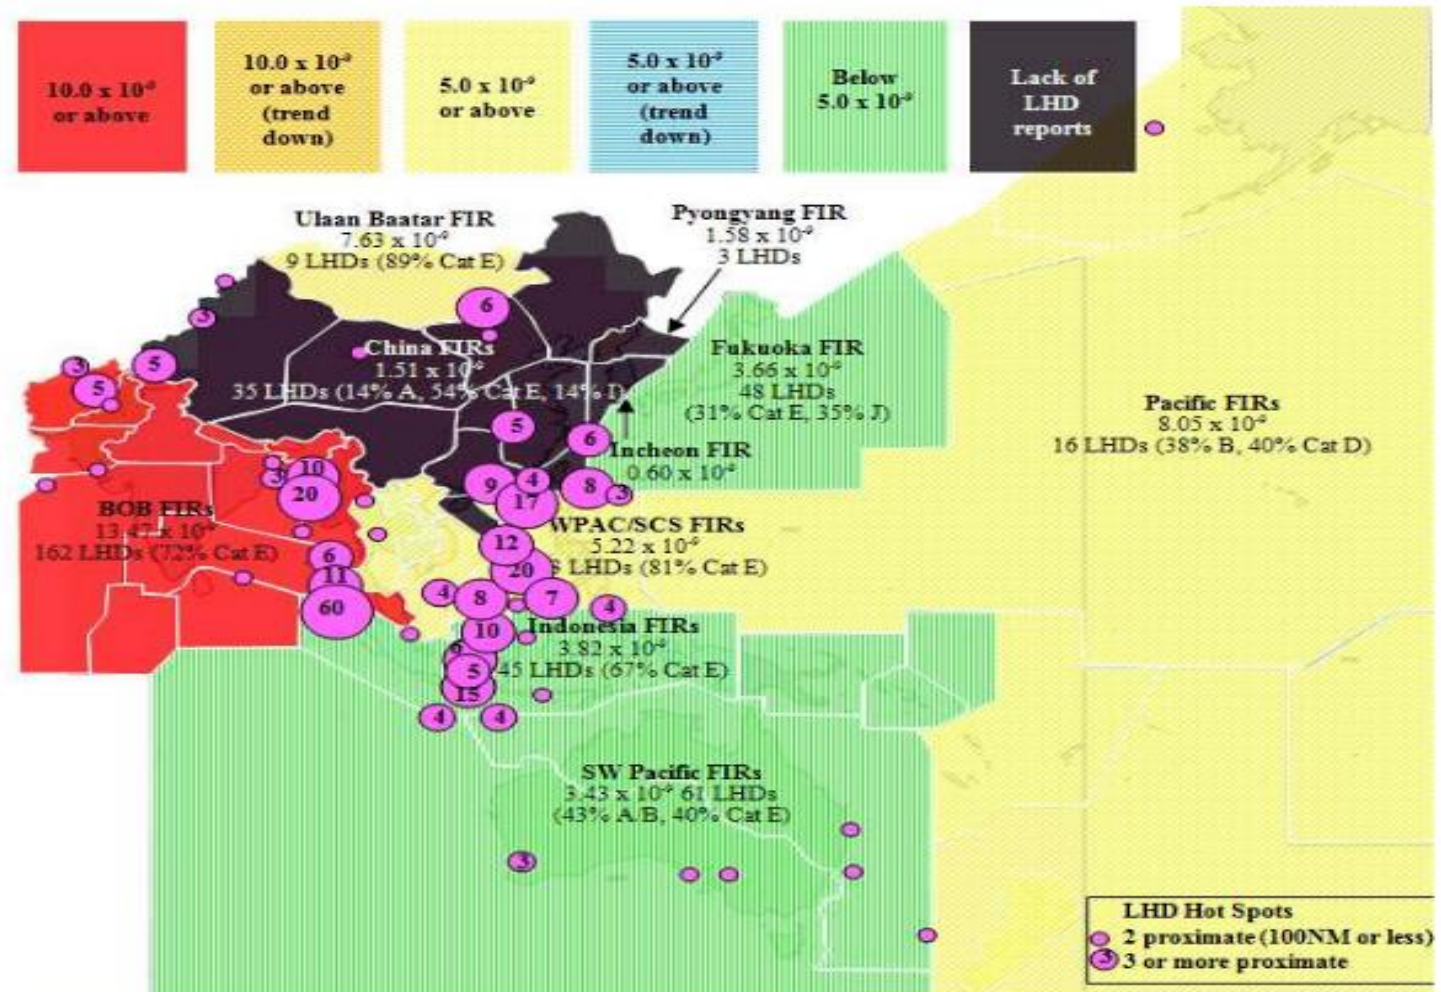 10.0 x 10⁻⁹
or above
10.0 x 10⁻⁹
or above
(trend
down)
5.0 x 10⁻⁹
or above
5.0 x 10⁻⁹
or above
(trend
down)
Below
5.0 x 10⁻⁹
Lack of
LHD
reports
Ulaan Baatar FIR
7.63 x 10⁻⁹
9 LHDs (89% Cat E)
Pyongyang FIR
1.58 x 10⁻⁹
3 LHDs
6
3
China FIRs
1.51 x 10⁻⁹
35 LHDs (14% A, 54% Cat E, 14% I)
Fukuoka FIR
3.66 x 10⁻⁹
48 LHDs
(31% Cat E, 35% J)
3
5
5
Pacific FIRs
8.05 x 10⁻⁹
16 LHDs (38% B, 40% Cat D)
5
6
Incheon FIR
0.60 x 10⁻⁹
10
3
20
9
4
17
8
3
BOB FIRs
13.47 x 10⁻⁹
162 LHDs (72% Cat E)
WPAC/SCS FIRs
5.22 x 10⁻⁹
8 LHDs (81% Cat E)
6
11
60
12
20
4
8
7
4
10
Indonesia FIRs
3.82 x 10⁻⁹
45 LHDs (67% Cat E)
6
5
15
4
4
SW Pacific FIRs
3.43 x 10⁻⁹ 61 LHDs
(43% A/B, 40% Cat E)
3
LHD Hot Spots
2 proximate (100NM or less)
3
3 or more proximate